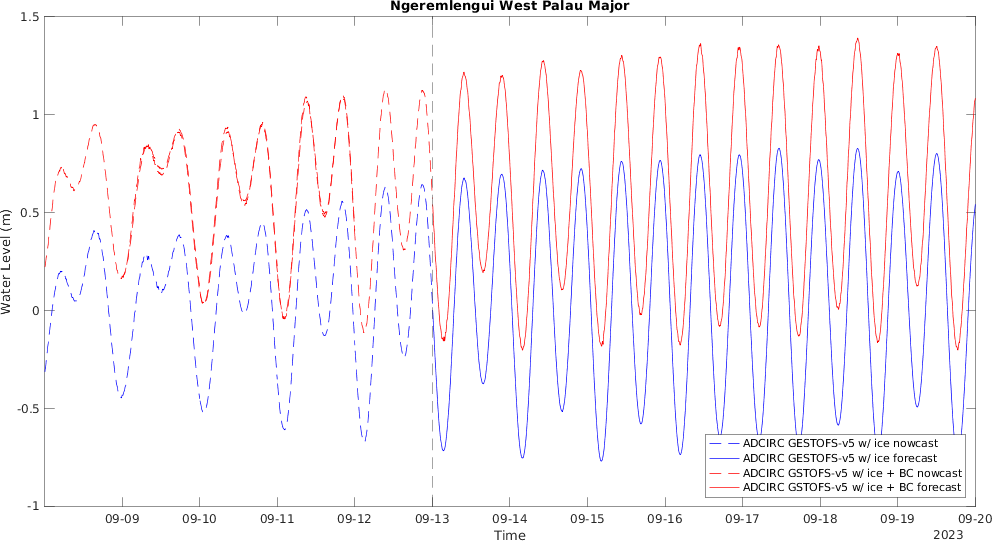 Ngeremlengui West Palau Major
1.5
1
0.5
0
-0.5
-1
Water Level (m)
09-09 09-10 09-11 09-12 09-13 09-14 09-15 09-16 09-17 09-18 09-19 09-20
Time
2023
ADCIRC GESTOFS-v5 w/ ice nowcast
ADCIRC GESTOFS-v5 w/ ice forecast
ADCIRC GSTOFS-v5 w/ ice + BC nowcast
ADCIRC GSTOFS-v5 w/ ice + BC forecast